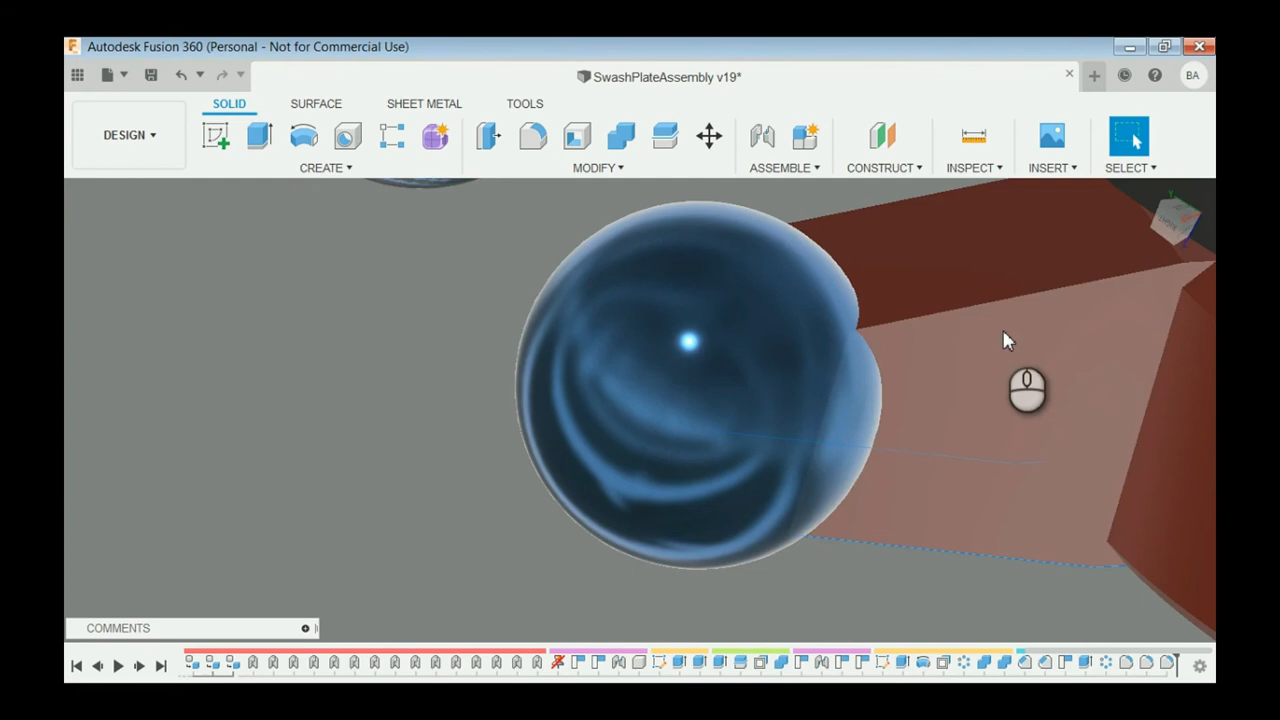 Autodesk Fusion 360 (Personal - Not for Commercial Use)
SwashPlateAssembly v19*
BA
DESIGN
SOLID SURFACE SHEET METAL TOOLS
CREATE MODIFY ASSEMBLE CONSTRUCT INSPECT INSERT SELECT
COMMENTS